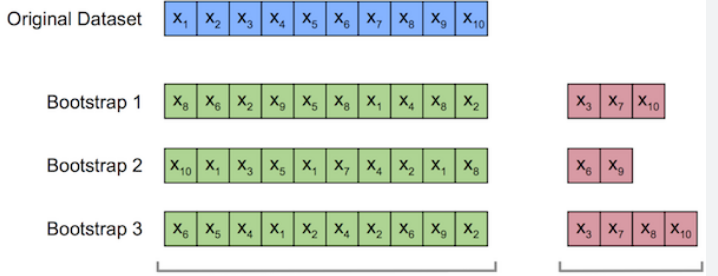 Original Dataset x₁ x₂ x₃ x₄ x₅ x₆ x₇ x₈ x₉ x₁₀
Bootstrap 1 x₈ x₆ x₂ x₉ x₅ x₈ x₁ x₄ x₈ x₂ x₃ x₇ x₁₀
Bootstrap 2 x₁₀ x₁ x₃ x₅ x₁ x₇ x₄ x₂ x₁ x₈ x₆ x₉
Bootstrap 3 x₆ x₅ x₄ x₁ x₂ x₄ x₂ x₆ x₉ x₂ x₃ x₇ x₈ x₁₀